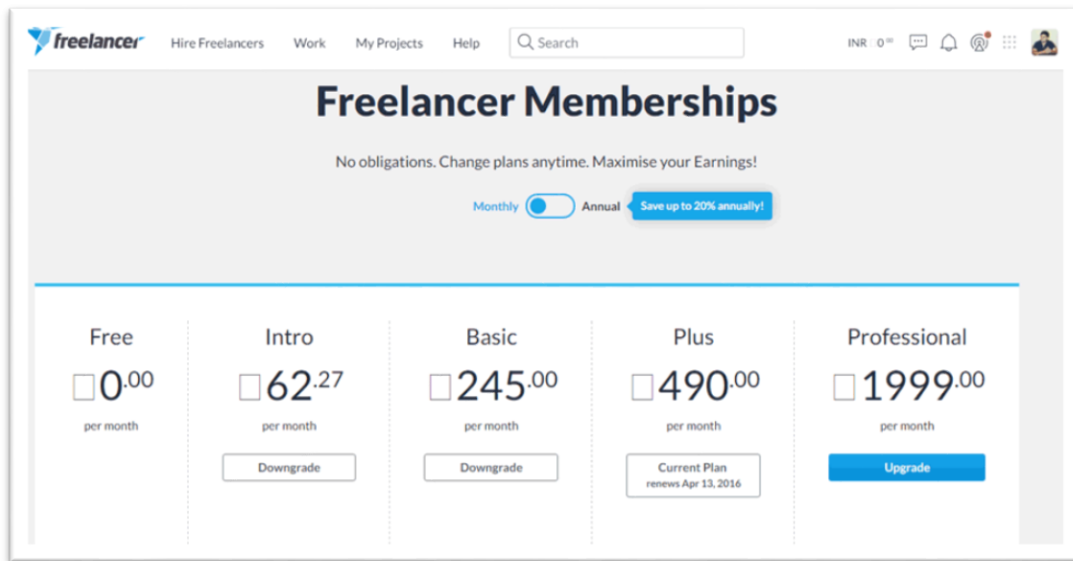 freelancer Hire Freelancers Work My Projects Help Search INR 0.00
Freelancer Memberships
No obligations. Change plans anytime. Maximise your Earnings!
Monthly Annual Save up to 20% annually!
Free Intro Basic Plus Professional
□0.00 □62.27 □245.00 □490.00 □1999.00
per month per month per month per month per month
Downgrade Downgrade Current Plan Upgrade
renews Apr 13, 2016